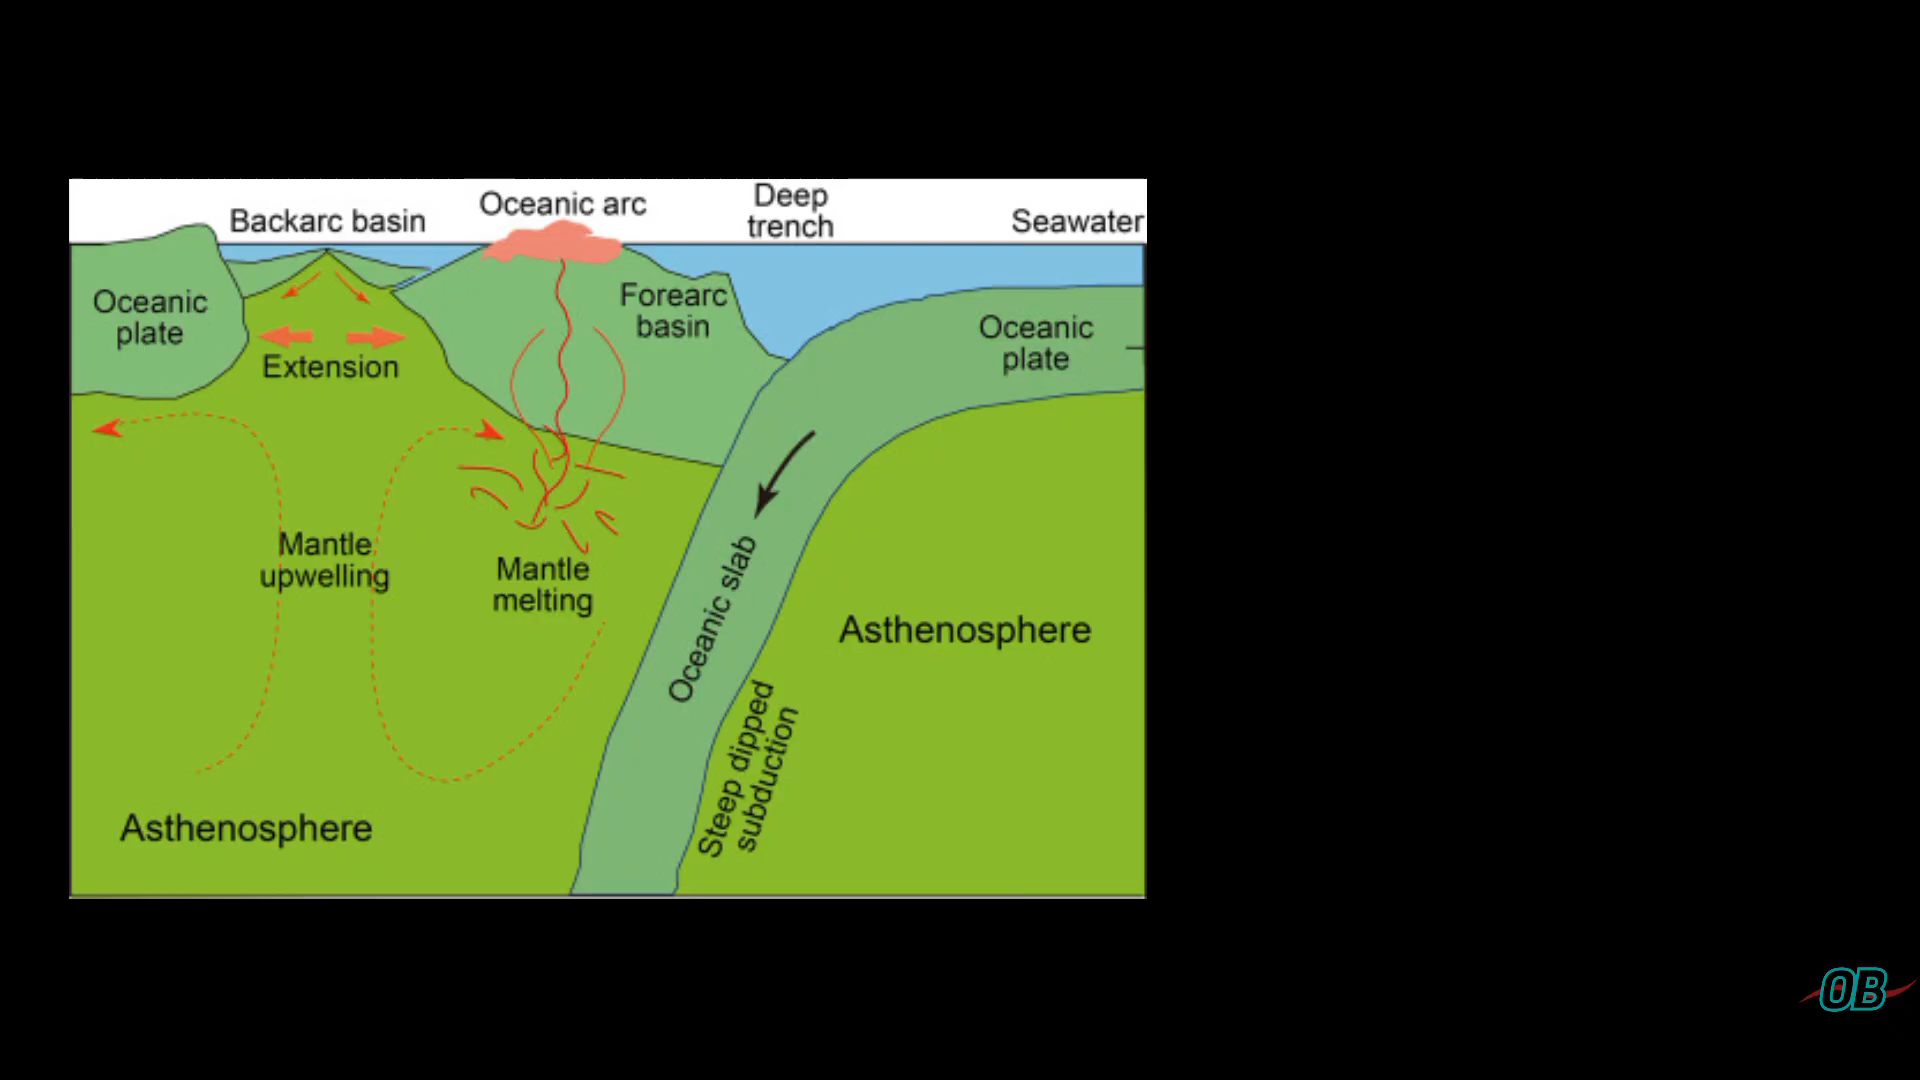 Backarc basin
Oceanic arc
Deep
trench
Seawater
Oceanic
plate
Extension
Forearc
basin
Oceanic
plate
Mantle
upwelling
Mantle
melting
Oceanic slab
Steep dipped
subduction
Asthenosphere
Asthenosphere
OB